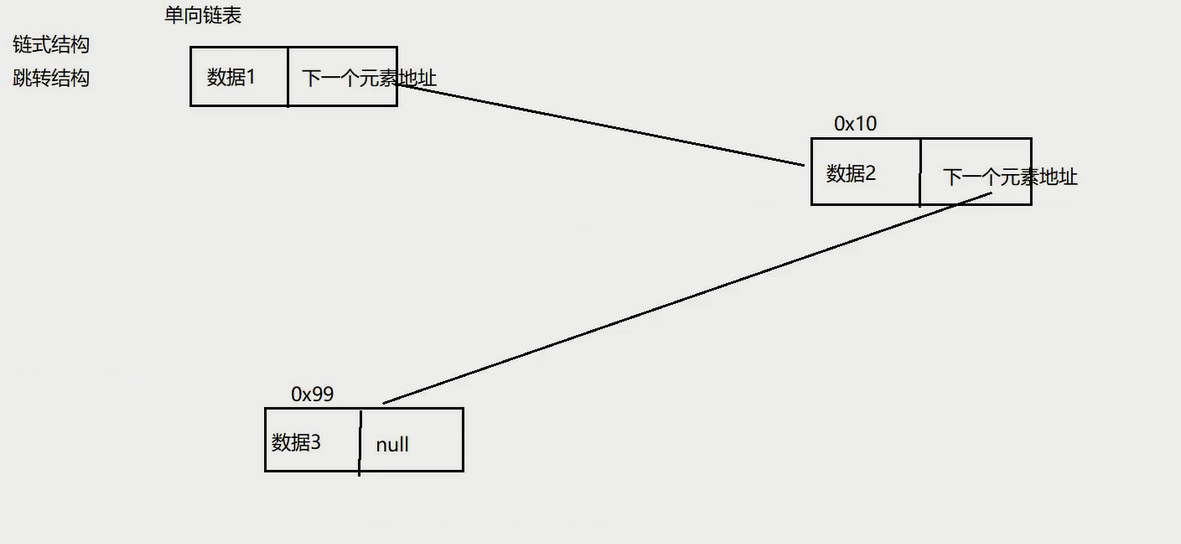 单向链表
链式结构
跳转结构
数据1 下一个元素地址
0x10
数据2 下一个元素地址
0x99
数据3 null